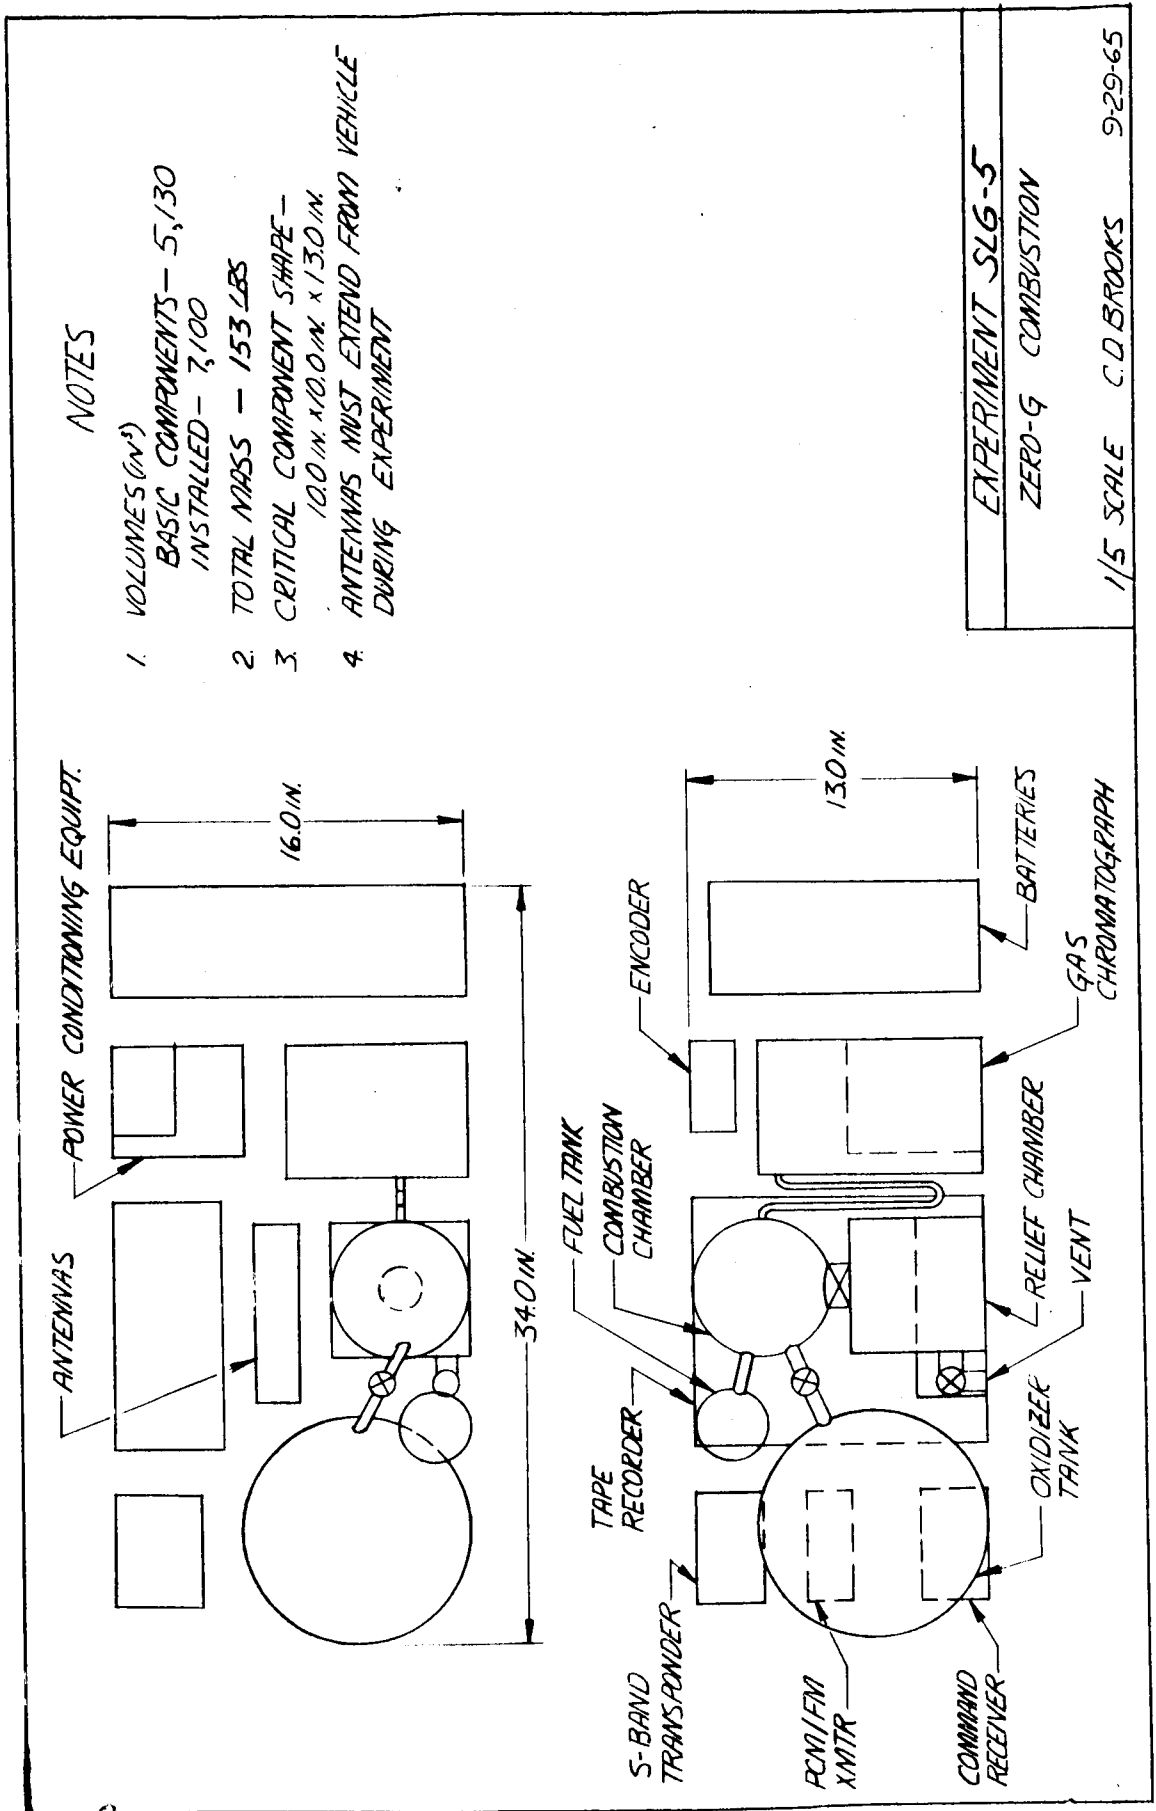 NOTES
1. VOLUMES (IN³)
BASIC COMPONENTS – 5,130
INSTALLED – 7,100
2. TOTAL MASS – 153 LBS
3. CRITICAL COMPONENT SHAPE –
10.0 IN. x 10.0 IN. x 13.0 IN.
4. ANTENNAS MUST EXTEND FROM VEHICLE
DURING EXPERIMENT
ANTENNAS
POWER CONDITIONING EQUIPT.
16.0 IN.
34.0 IN.
S-BAND
TRANSPONDER
TAPE
RECORDER
FUEL TANK
COMBUSTION
CHAMBER
ENCODER
13.0 IN.
PCM/FM
XMTR
COMMAND
RECEIVER
OXIDIZER
TANK
VENT
RELIEF CHAMBER
GAS
CHROMATOGRAPH
BATTERIES
EXPERIMENT SLG-5
ZERO-G COMBUSTION
1/5 SCALE C.D. BROOKS 9-29-65